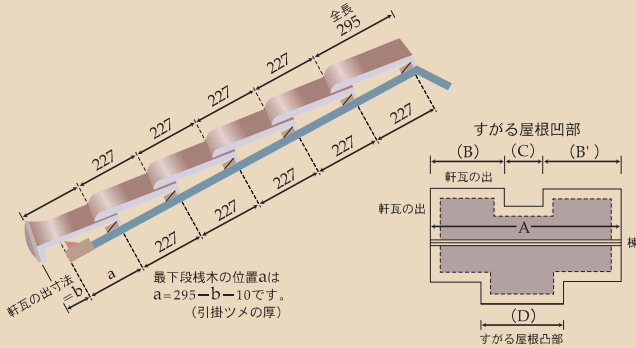 全長
295
227
227
227
227
227
227
227
227
227
227
軒瓦の出寸法
=b
a
最下段桟木の位置aは
a=295−b−10です。
(引掛ツメの厚)
すがる屋根凹部
(B)
(C)
(B')
軒瓦の出
軒瓦の出
A
棟
(D)
すがる屋根凸部